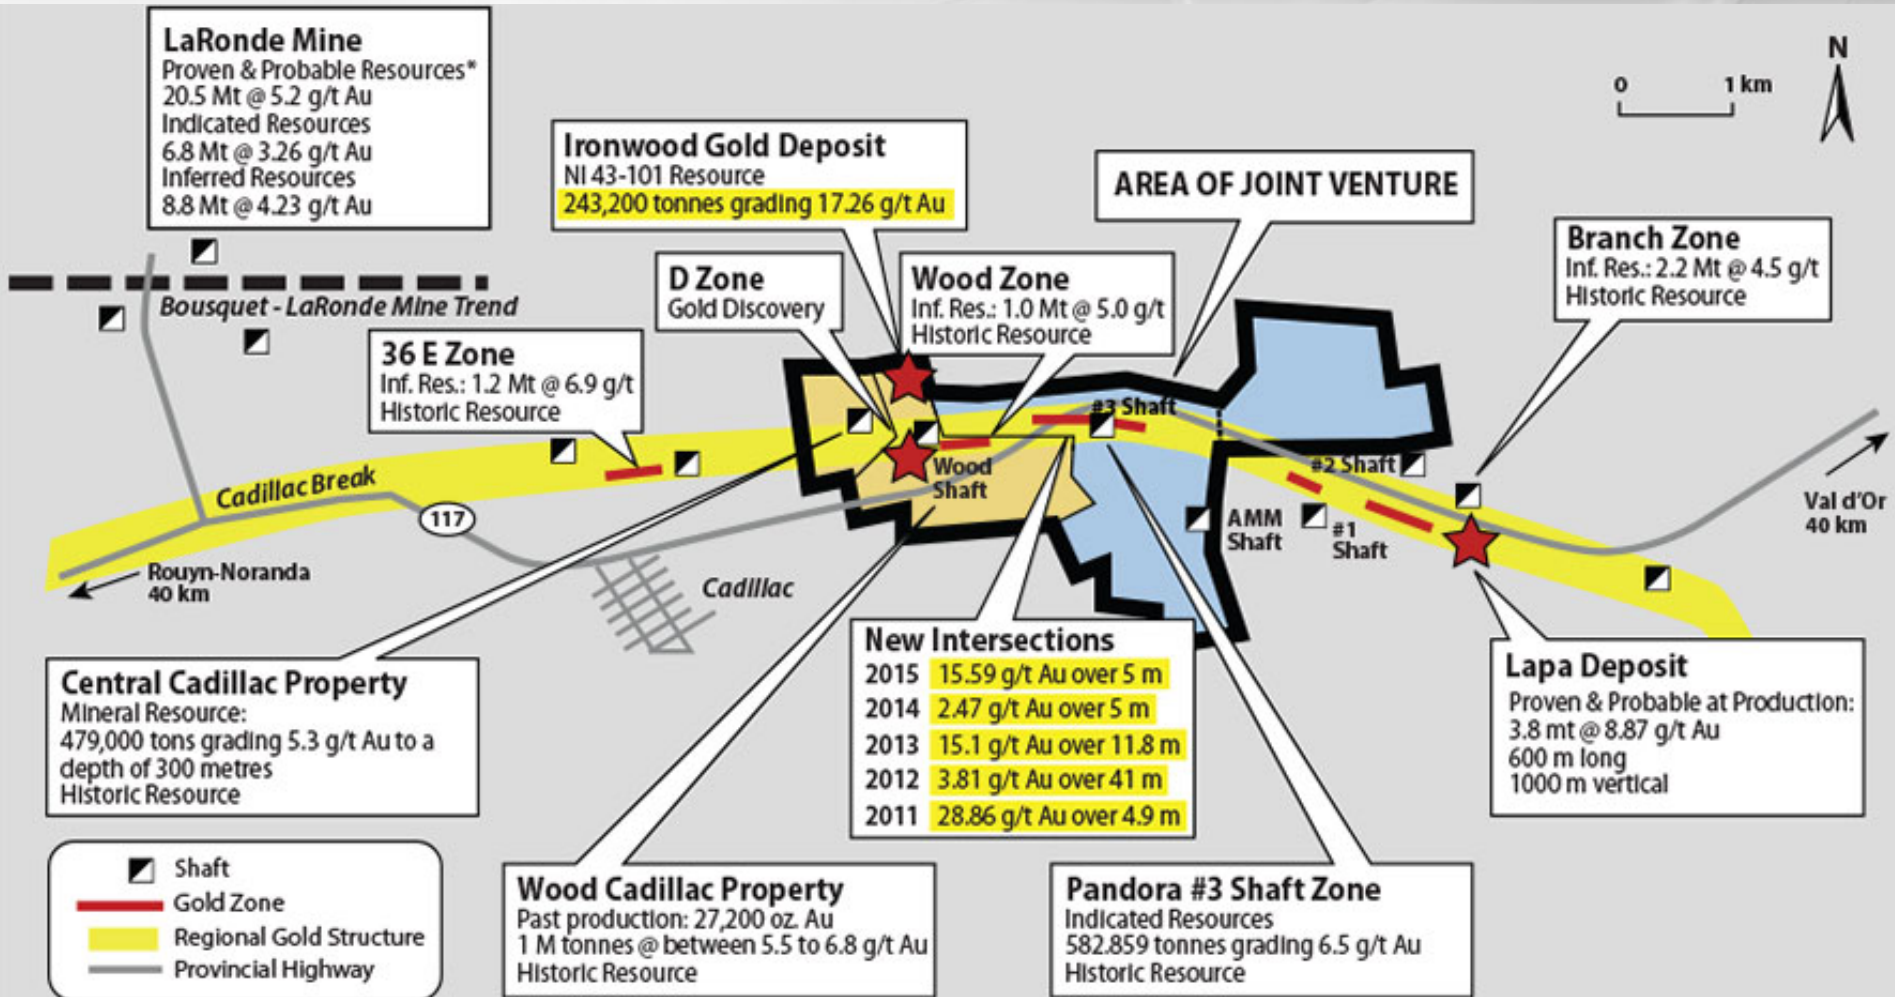 LaRonde Mine
Proven & Probable Resources*
20.5 Mt @ 5.2 g/t Au
Indicated Resources
6.8 Mt @ 3.26 g/t Au
Inferred Resources
8.8 Mt @ 4.23 g/t Au
Ironwood Gold Deposit
NI 43-101 Resource
243,200 tonnes grading 17.26 g/t Au
AREA OF JOINT VENTURE
0 1 km
N
Branch Zone
Inf. Res.: 2.2 Mt @ 4.5 g/t
Historic Resource
D Zone
Gold Discovery
Wood Zone
Inf. Res.: 1.0 Mt @ 5.0 g/t
Historic Resource
Bousquet - LaRonde Mine Trend
36 E Zone
Inf. Res.: 1.2 Mt @ 6.9 g/t
Historic Resource
#3 Shaft
Wood
Shaft
#2 Shaft
Cadillac Break
117
AMM
Shaft
#1
Shaft
Val d'Or
40 km
Rouyn-Noranda
40 km
Cadillac
New Intersections
2015 15.59 g/t Au over 5 m
2014 2.47 g/t Au over 5 m
2013 15.1 g/t Au over 11.8 m
2012 3.81 g/t Au over 41 m
2011 28.86 g/t Au over 4.9 m
Central Cadillac Property
Mineral Resource:
479,000 tons grading 5.3 g/t Au to a
depth of 300 metres
Historic Resource
Lapa Deposit
Proven & Probable at Production:
3.8 mt @ 8.87 g/t Au
600 m long
1000 m vertical
Shaft
Gold Zone
Regional Gold Structure
Provincial Highway
Wood Cadillac Property
Past production: 27,200 oz. Au
1 M tonnes @ between 5.5 to 6.8 g/t Au
Historic Resource
Pandora #3 Shaft Zone
Indicated Resources
582.859 tonnes grading 6.5 g/t Au
Historic Resource